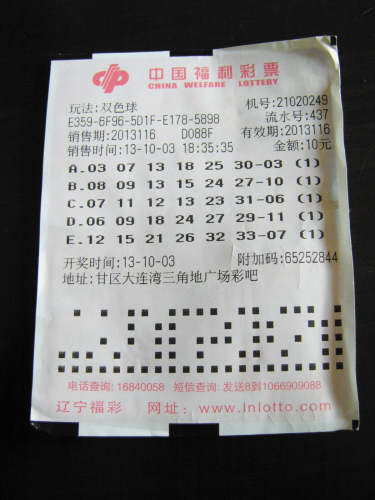 中国福利彩票
CHINA WELFARE LOTTERY
玩法:双色球 机号:21020249
E359-6F96-5D1F-E178-5898 流水号:437
销售期:2013116 D088F 有效期:2013116
销售时间:13-10-03 18:35:35 金额:10元
A.03 07 13 18 25 30-03 (1)
B.08 09 13 15 24 27-10 (1)
C.07 11 12 13 23 31-06 (1)
D.06 09 18 24 27 29-11 (1)
E.12 15 21 26 32 33-07 (1)
开奖时间:13-10-03 附加码:65252844
地址:甘区大连湾三角地广场彩吧
电话查询:16840058 短信查询:发送8到1066909088
辽宁福彩 网址:www.lnlotto.com